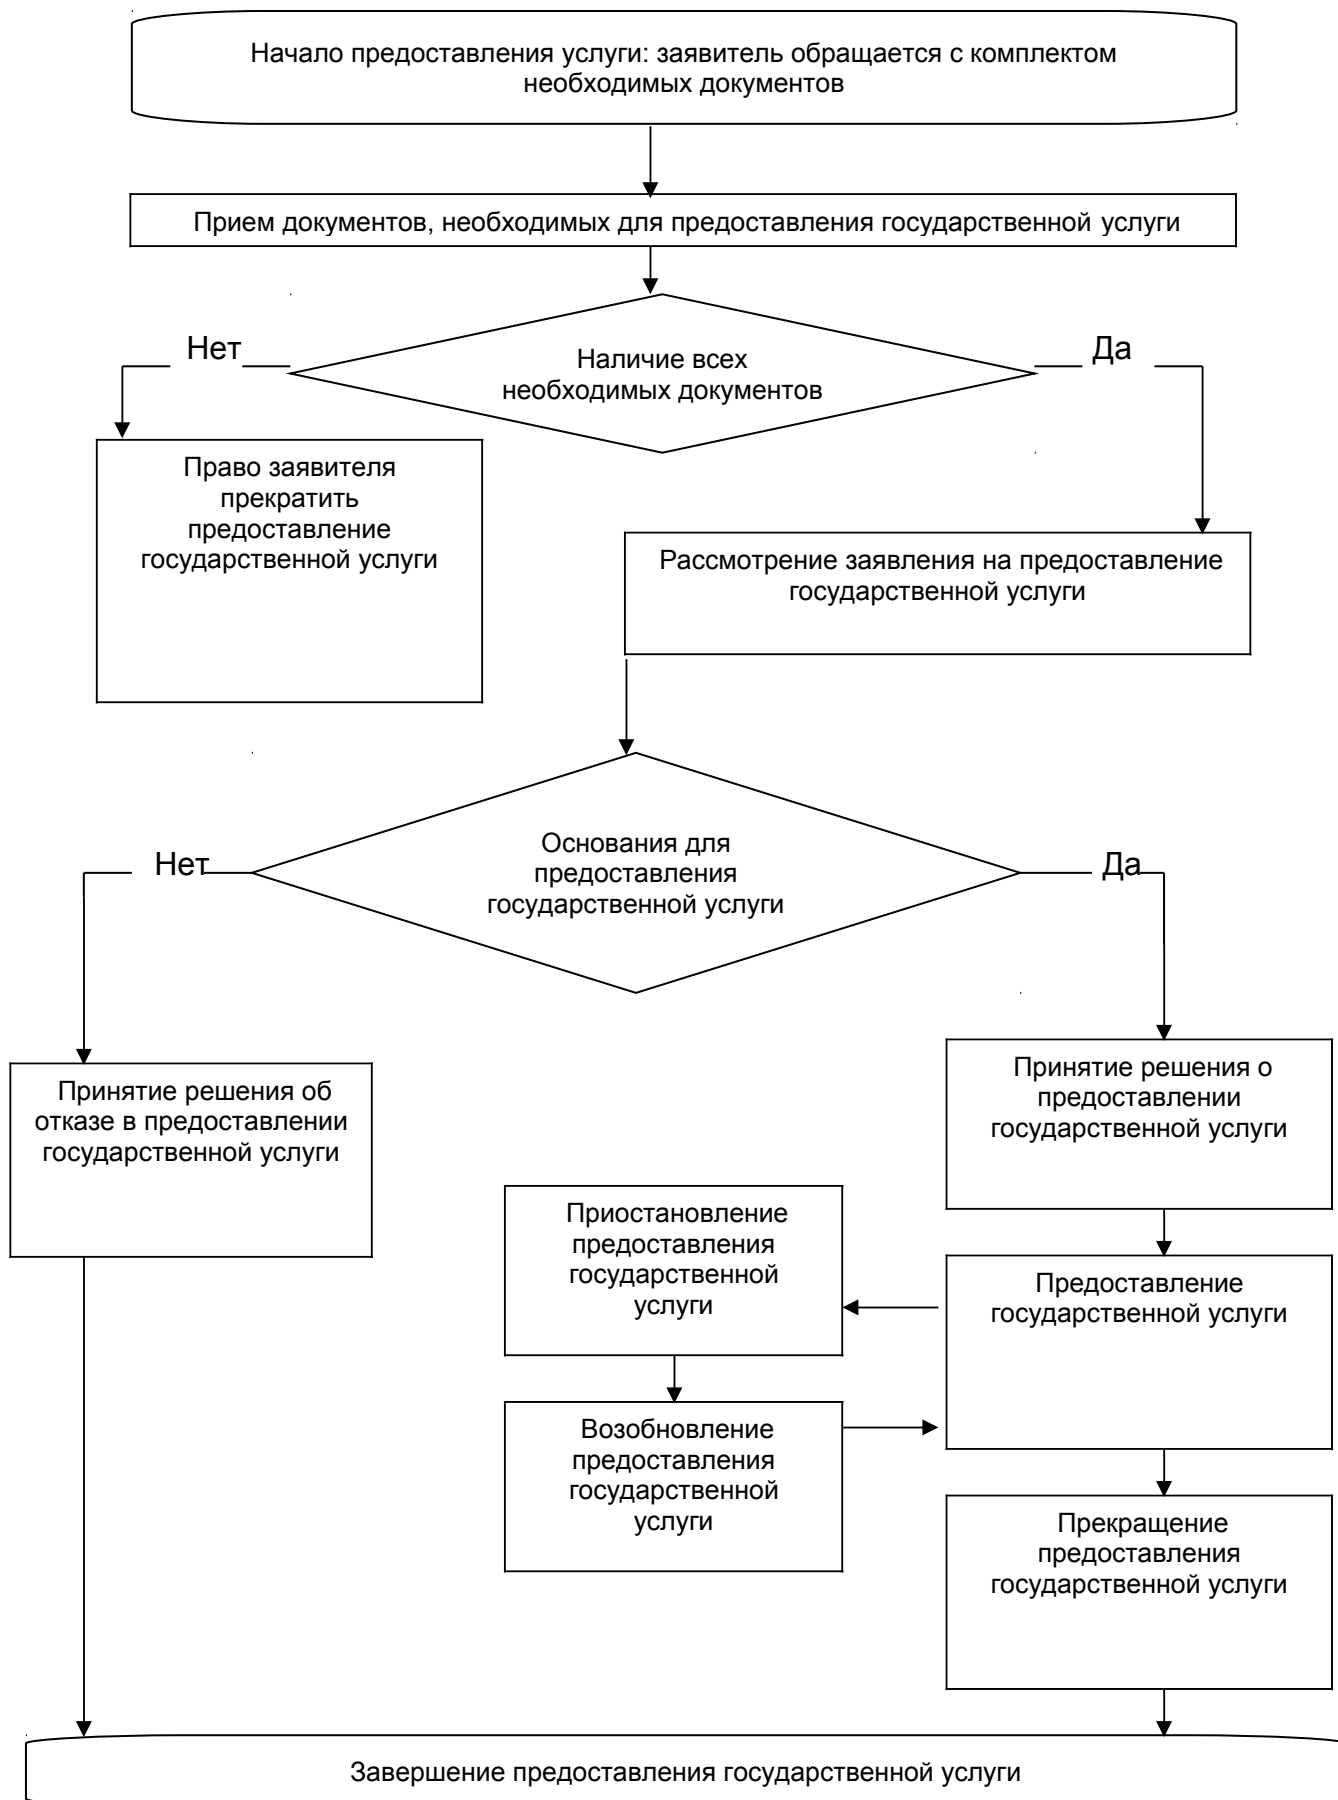 Начало предоставления услуги: заявитель обращается с комплектом
необходимых документов
Прием документов, необходимых для предоставления государственной услуги
Нет
Да
Наличие всех
необходимых документов
Право заявителя
прекратить
предоставление
государственной услуги
Рассмотрение заявления на предоставление
государственной услуги
Нет
Да
Основания для
предоставления
государственной услуги
Принятие решения об
отказе в предоставлении
государственной услуги
Принятие решения о
предоставлении
государственной услуги
Приостановление
предоставления
государственной
услуги
Предоставление
государственной услуги
Возобновление
предоставления
государственной
услуги
Прекращение
предоставления
государственной услуги
Завершение предоставления государственной услуги